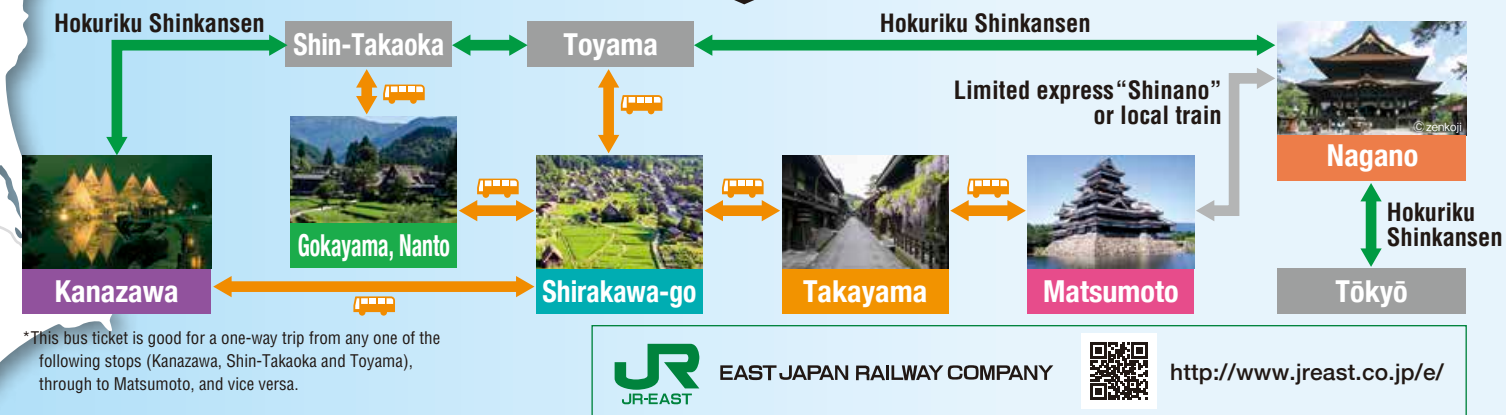 Hokuriku Shinkansen
Shin-Takaoka
Toyama
Hokuriku Shinkansen
Limited express “Shinano”
or local train
© zenkoji
Nagano
Gokayama, Nanto
Hokuriku
Shinkansen
Kanazawa
Shirakawa-go
Takayama
Matsumoto
Tōkyō
*This bus ticket is good for a one-way trip from any one of the
following stops (Kanazawa, Shin-Takaoka and Toyama),
through to Matsumoto, and vice versa.
JR
JR-EAST
EAST JAPAN RAILWAY COMPANY
http://www.jreast.co.jp/e/